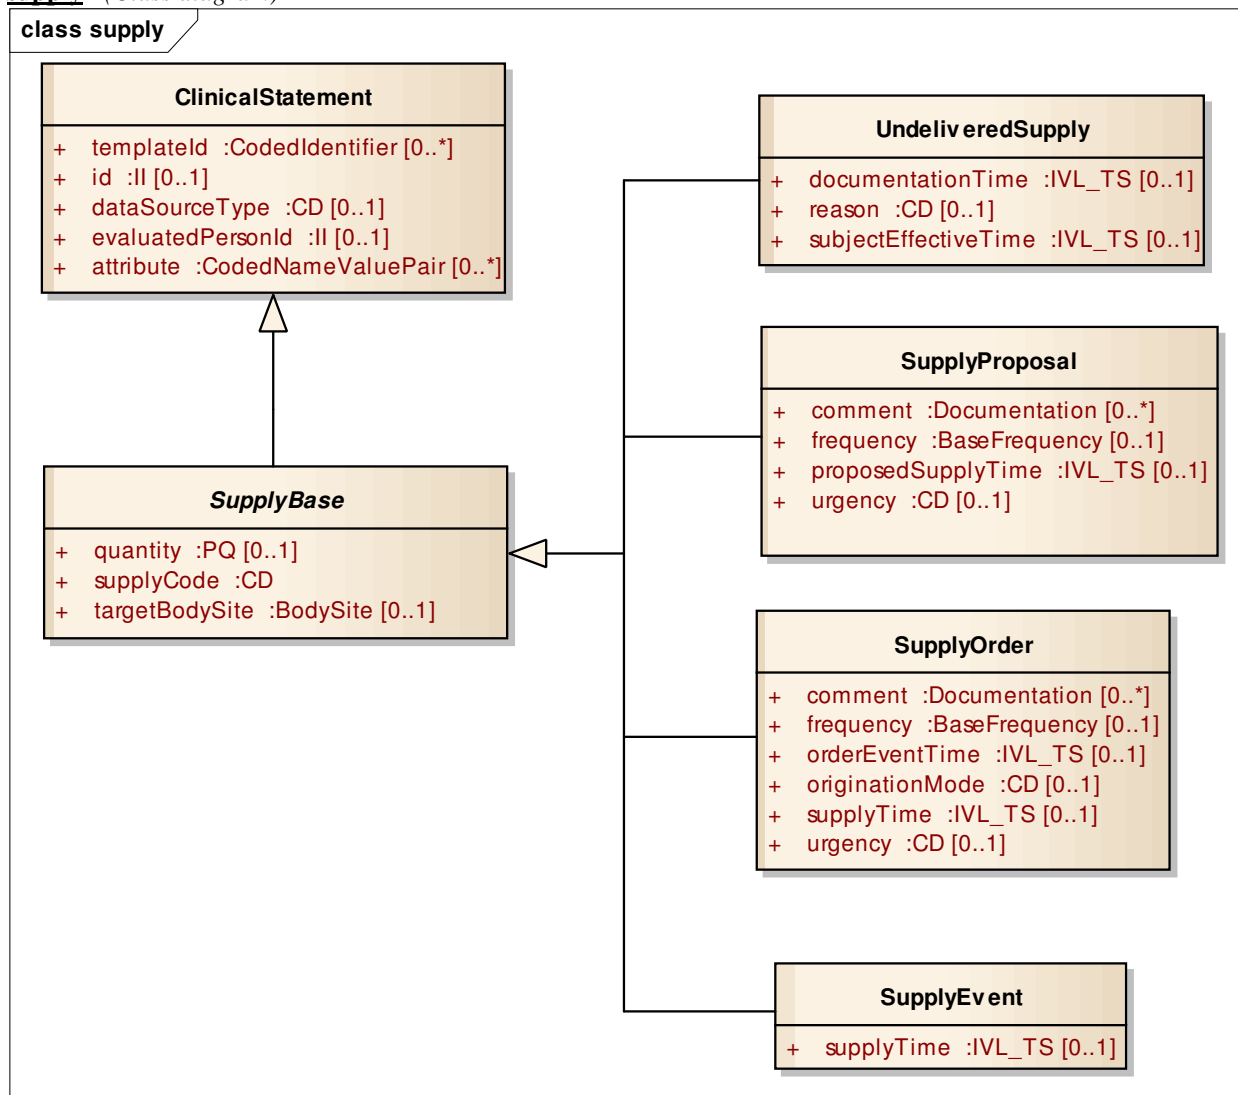 class supply
ClinicalStatement
+ templateId :CodedIdentifier [0..*]
+ id :II [0..1]
+ dataSourceType :CD [0..1]
+ evaluatedPersonId :II [0..1]
+ attribute :CodedNameValuePair [0..*]
UndeliveredSupply
+ documentationTime :IVL_TS [0..1]
+ reason :CD [0..1]
+ subjectEffectiveTime :IVL_TS [0..1]
SupplyProposal
+ comment :Documentation [0..*]
+ frequency :BaseFrequency [0..1]
+ proposedSupplyTime :IVL_TS [0..1]
+ urgency :CD [0..1]
SupplyBase
+ quantity :PQ [0..1]
+ supplyCode :CD
+ targetBodySite :BodySite [0..1]
SupplyOrder
+ comment :Documentation [0..*]
+ frequency :BaseFrequency [0..1]
+ orderEventTime :IVL_TS [0..1]
+ originationMode :CD [0..1]
+ supplyTime :IVL_TS [0..1]
+ urgency :CD [0..1]
SupplyEvent
+ supplyTime :IVL_TS [0..1]